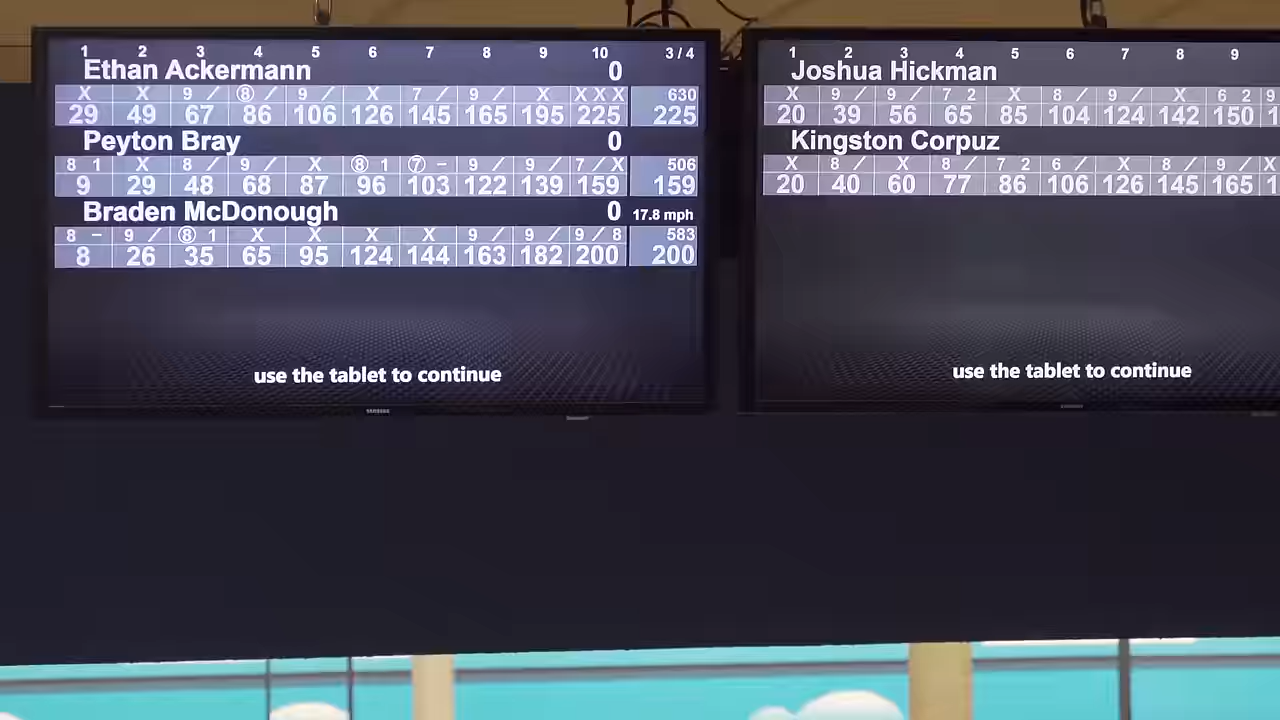 1 2 3 4 5 6 7 8 9 10 3/4
Ethan Ackermann 0
X X 9 / ⑧ / 9 / X 7 / 9 / X X X X 630
29 49 67 86 106 126 145 165 195 225 225
Peyton Bray 0
8 1 X 8 / 9 / X ⑧ 1 ⑦ - 9 / 9 / 7 / X 506
9 29 48 68 87 96 103 122 139 159 159
Braden McDonough 0 17.8 mph
8 - 9 / ⑧ 1 X X X X 9 / 9 / 9 / 8 583
8 26 35 65 95 124 144 163 182 200 200
use the tablet to continue
SAMSUNG
1 2 3 4 5 6 7 8 9
Joshua Hickman
X 9 / 9 / 7 2 X 8 / 9 / X 6 2 9
20 39 56 65 85 104 124 142 150 1
Kingston Corpuz
X 8 / X 8 / 7 2 6 / X 8 / 9 / X
20 40 60 77 86 106 126 145 165 1
use the tablet to continue